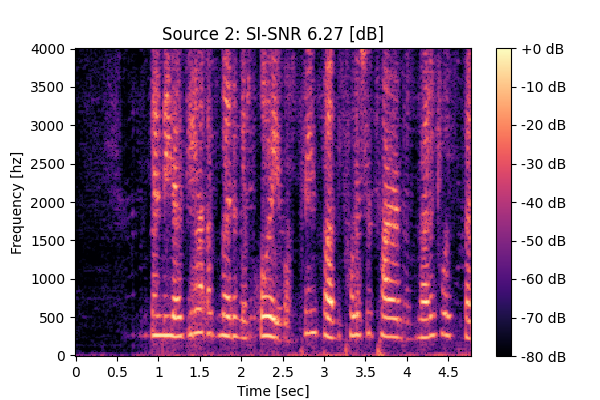 Source 2: SI-SNR 6.27 [dB]
4000
3500
3000
2500
2000
1500
1000
500
0
Frequency [hz]
0 0.5 1 1.5 2 2.5 3 3.5 4 4.5
Time [sec]
+0 dB
-10 dB
-20 dB
-30 dB
-40 dB
-50 dB
-60 dB
-70 dB
-80 dB